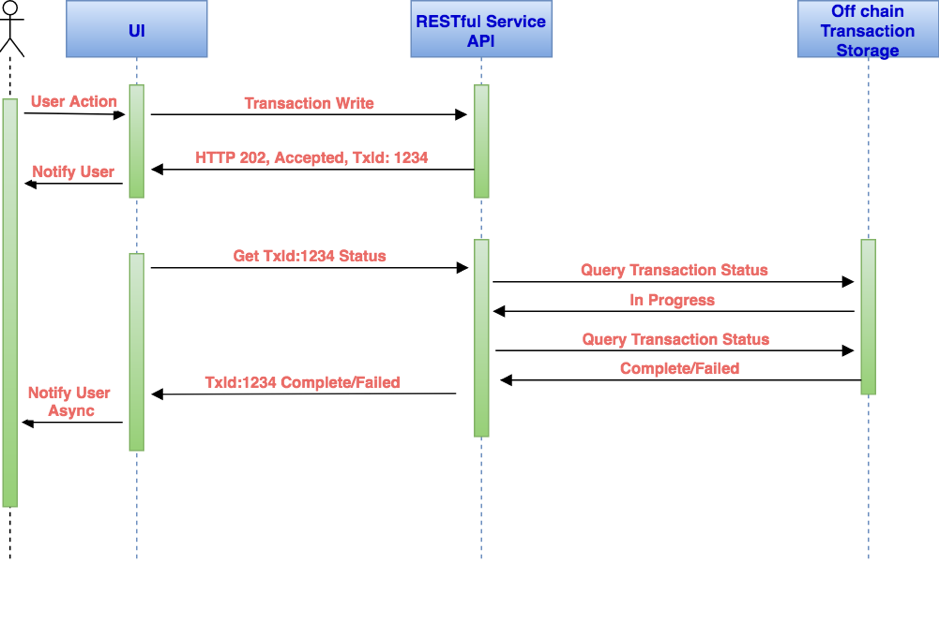 UI
RESTful Service
API
Off chain
Transaction
Storage
User Action
Transaction Write
HTTP 202, Accepted, TxId: 1234
Notify User
Get TxId:1234 Status
Query Transaction Status
In Progress
Query Transaction Status
Complete/Failed
TxId:1234 Complete/Failed
Notify User
Async